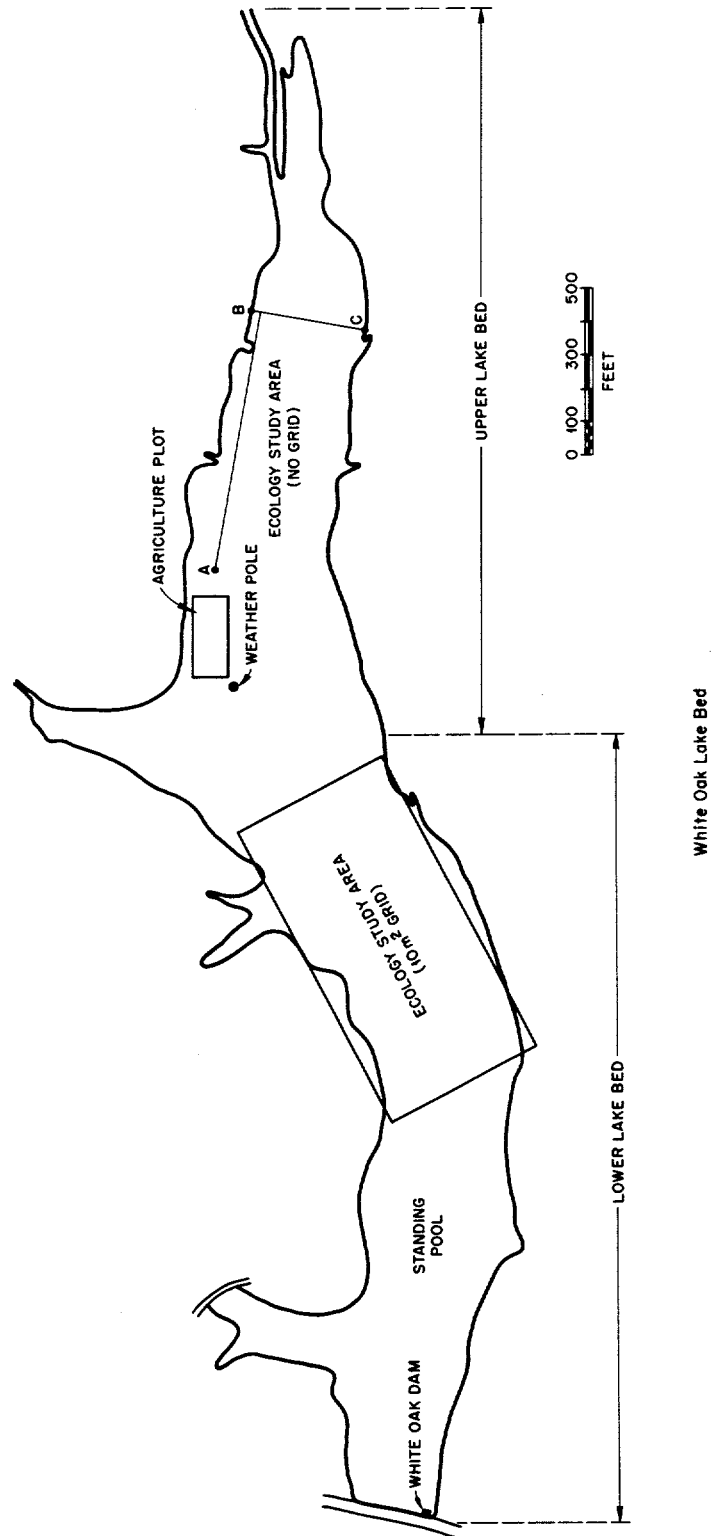 AGRICULTURE PLOT
A
B
C
WEATHER POLE
ECOLOGY STUDY AREA
(NO GRID)
UPPER LAKE BED
0 100 300 500
FEET
ECOLOGY STUDY AREA
(10m² GRID)
LOWER LAKE BED
STANDING
POOL
WHITE OAK DAM
White Oak Lake Bed